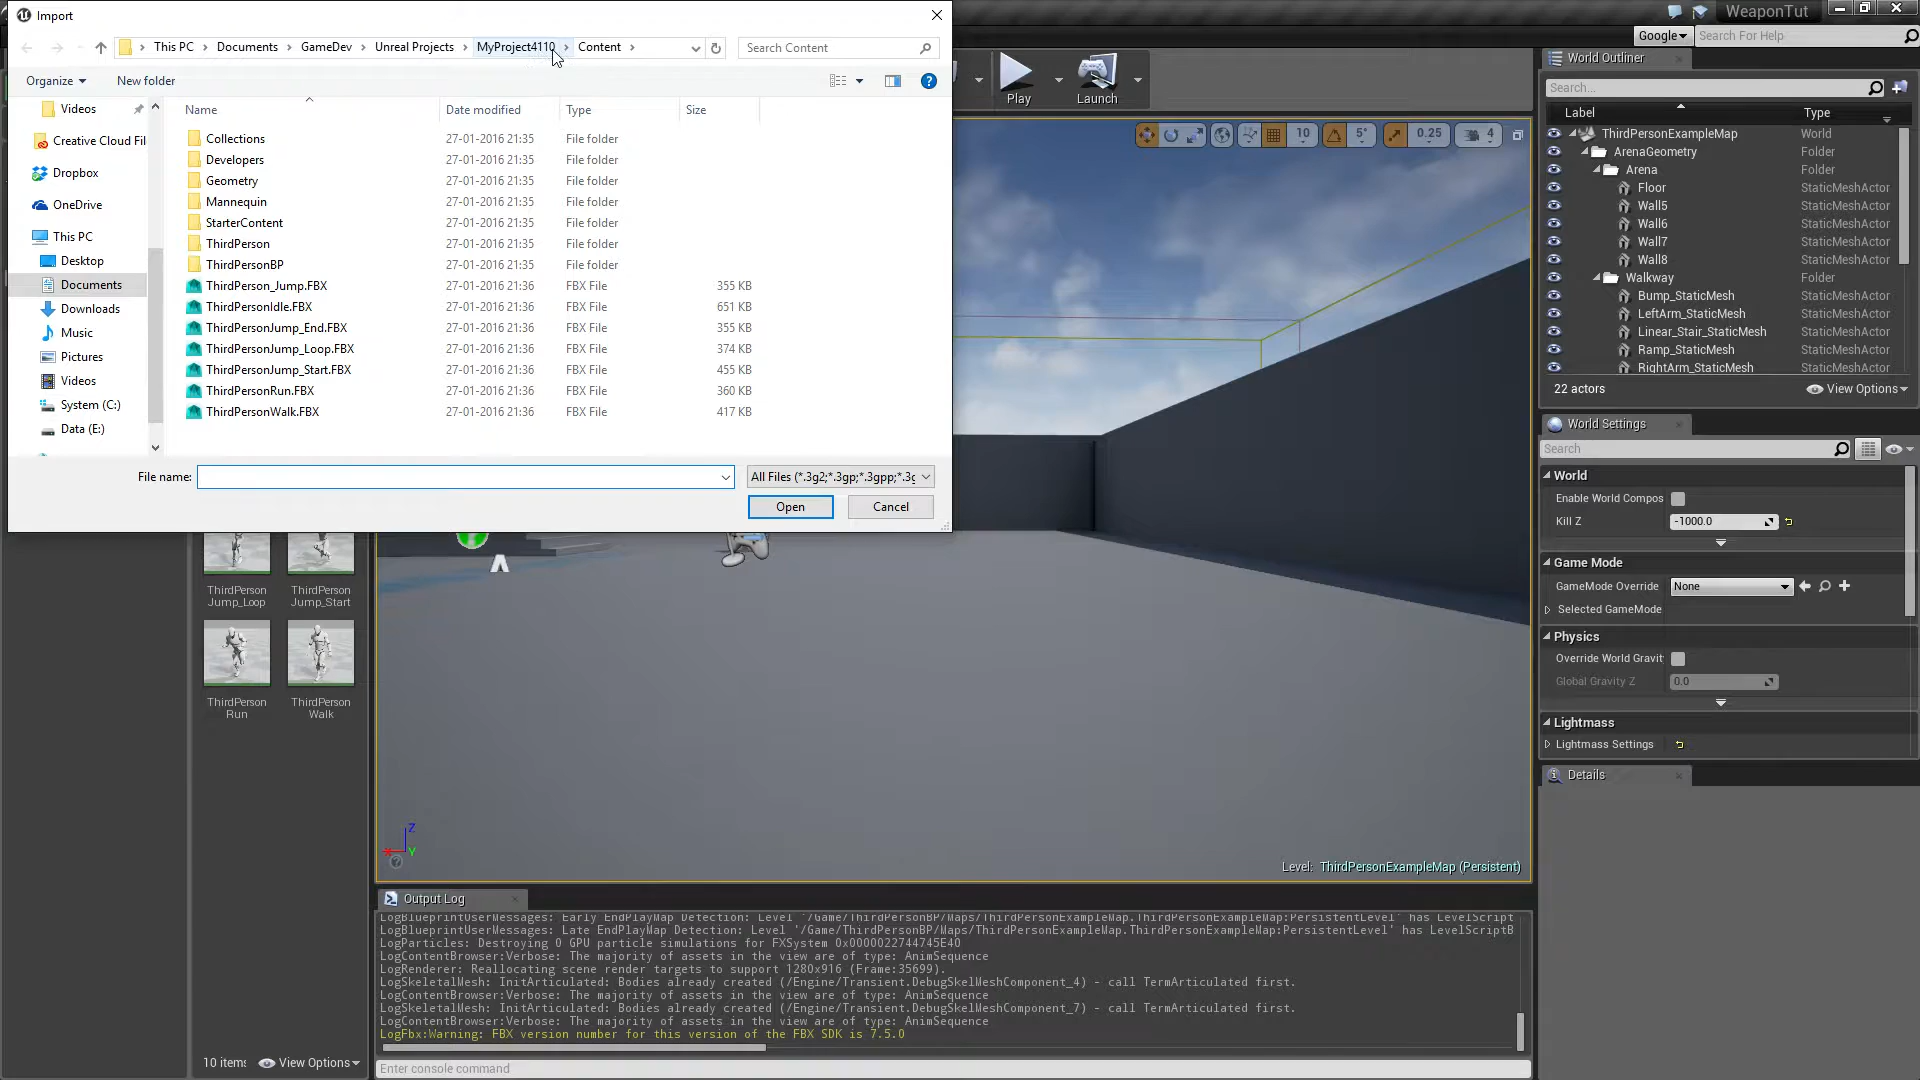 Import
This PC
Documents
GameDev
Unreal Projects
MyProject4110
Content
Search Content
Organize
New folder
Videos
Creative Cloud Fil
Dropbox
OneDrive
This PC
Desktop
Documents
Downloads
Music
Pictures
Videos
System (C:)
Data (E:)
Name Date modified Type Size
Collections 27-01-2016 21:35 File folder
Developers 27-01-2016 21:35 File folder
Geometry 27-01-2016 21:35 File folder
Mannequin 27-01-2016 21:35 File folder
StarterContent 27-01-2016 21:35 File folder
ThirdPerson 27-01-2016 21:35 File folder
ThirdPersonBP 27-01-2016 21:35 File folder
ThirdPerson_Jump.FBX 27-01-2016 21:36 FBX File 355 KB
ThirdPersonIdle.FBX 27-01-2016 21:36 FBX File 651 KB
ThirdPersonJump_End.FBX 27-01-2016 21:36 FBX File 355 KB
ThirdPersonJump_Loop.FBX 27-01-2016 21:36 FBX File 374 KB
ThirdPersonJump_Start.FBX 27-01-2016 21:36 FBX File 455 KB
ThirdPersonRun.FBX 27-01-2016 21:36 FBX File 360 KB
ThirdPersonWalk.FBX 27-01-2016 21:36 FBX File 417 KB
File name:
All Files (*.3g2;*.3gp;*.3gpp;*.3g
Open
Cancel
ThirdPerson
Jump_Loop
ThirdPerson
Jump_Start
ThirdPerson
Run
ThirdPerson
Walk
10 items
View Options
Play
Launch
10
5°
0.25
4
Z
X
Y
Level: ThirdPersonExampleMap (Persistent)
Output Log
LogBlueprintUserMessages: Early EndPlayMap Detection: Level '/Game/ThirdPersonBP/Maps/ThirdPersonExampleMap.ThirdPersonExampleMap:PersistentLevel' has LevelScript
LogBlueprintUserMessages: Late EndPlayMap Detection: Level '/Game/ThirdPersonBP/Maps/ThirdPersonExampleMap.ThirdPersonExampleMap:PersistentLevel' has LevelScriptB
LogParticles: Destroying 0 GPU particle simulations for FXSystem 0x0000022744745E40
LogContentBrowser:Verbose: The majority of assets in the view are of type: AnimSequence
LogRenderer: Reallocating scene render targets to support 1280x916 (Frame:35699).
LogSkeletalMesh: InitArticulated: Bodies already created (/Engine/Transient.DebugSkelMeshComponent_4) - call TermArticulated first.
LogContentBrowser:Verbose: The majority of assets in the view are of type: AnimSequence
LogSkeletalMesh: InitArticulated: Bodies already created (/Engine/Transient.DebugSkelMeshComponent_7) - call TermArticulated first.
LogContentBrowser:Verbose: The majority of assets in the view are of type: AnimSequence
LogFbx:Warning: FBX version number for this version of the FBX SDK is 7.5.0
Enter console command
WeaponTut
Google
Search For Help
World Outliner
Search...
Label Type
ThirdPersonExampleMap World
ArenaGeometry Folder
Arena Folder
Floor StaticMeshActor
Wall5 StaticMeshActor
Wall6 StaticMeshActor
Wall7 StaticMeshActor
Wall8 StaticMeshActor
Walkway Folder
Bump_StaticMesh StaticMeshActor
LeftArm_StaticMesh StaticMeshActor
Linear_Stair_StaticMesh StaticMeshActor
Ramp_StaticMesh StaticMeshActor
RightArm_StaticMesh StaticMeshActor
22 actors
View Options
World Settings
Search
World
Enable World Compos
Kill Z -1000.0
Game Mode
GameMode Override None
Selected GameMode
Physics
Override World Gravit
Global Gravity Z 0.0
Lightmass
Lightmass Settings
Details